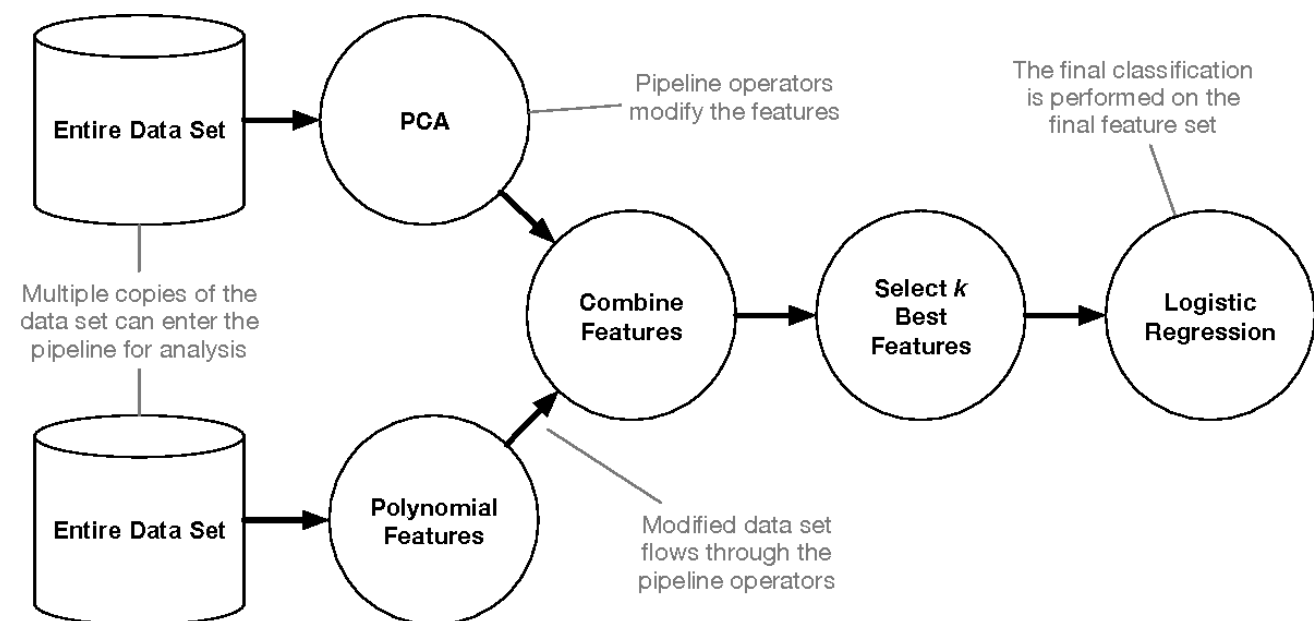 Entire Data Set
PCA
Pipeline operators
modify the features
The final classification
is performed on the
final feature set
Multiple copies of the
data set can enter the
pipeline for analysis
Combine
Features
Select k
Best
Features
Logistic
Regression
Entire Data Set
Polynomial
Features
Modified data set
flows through the
pipeline operators